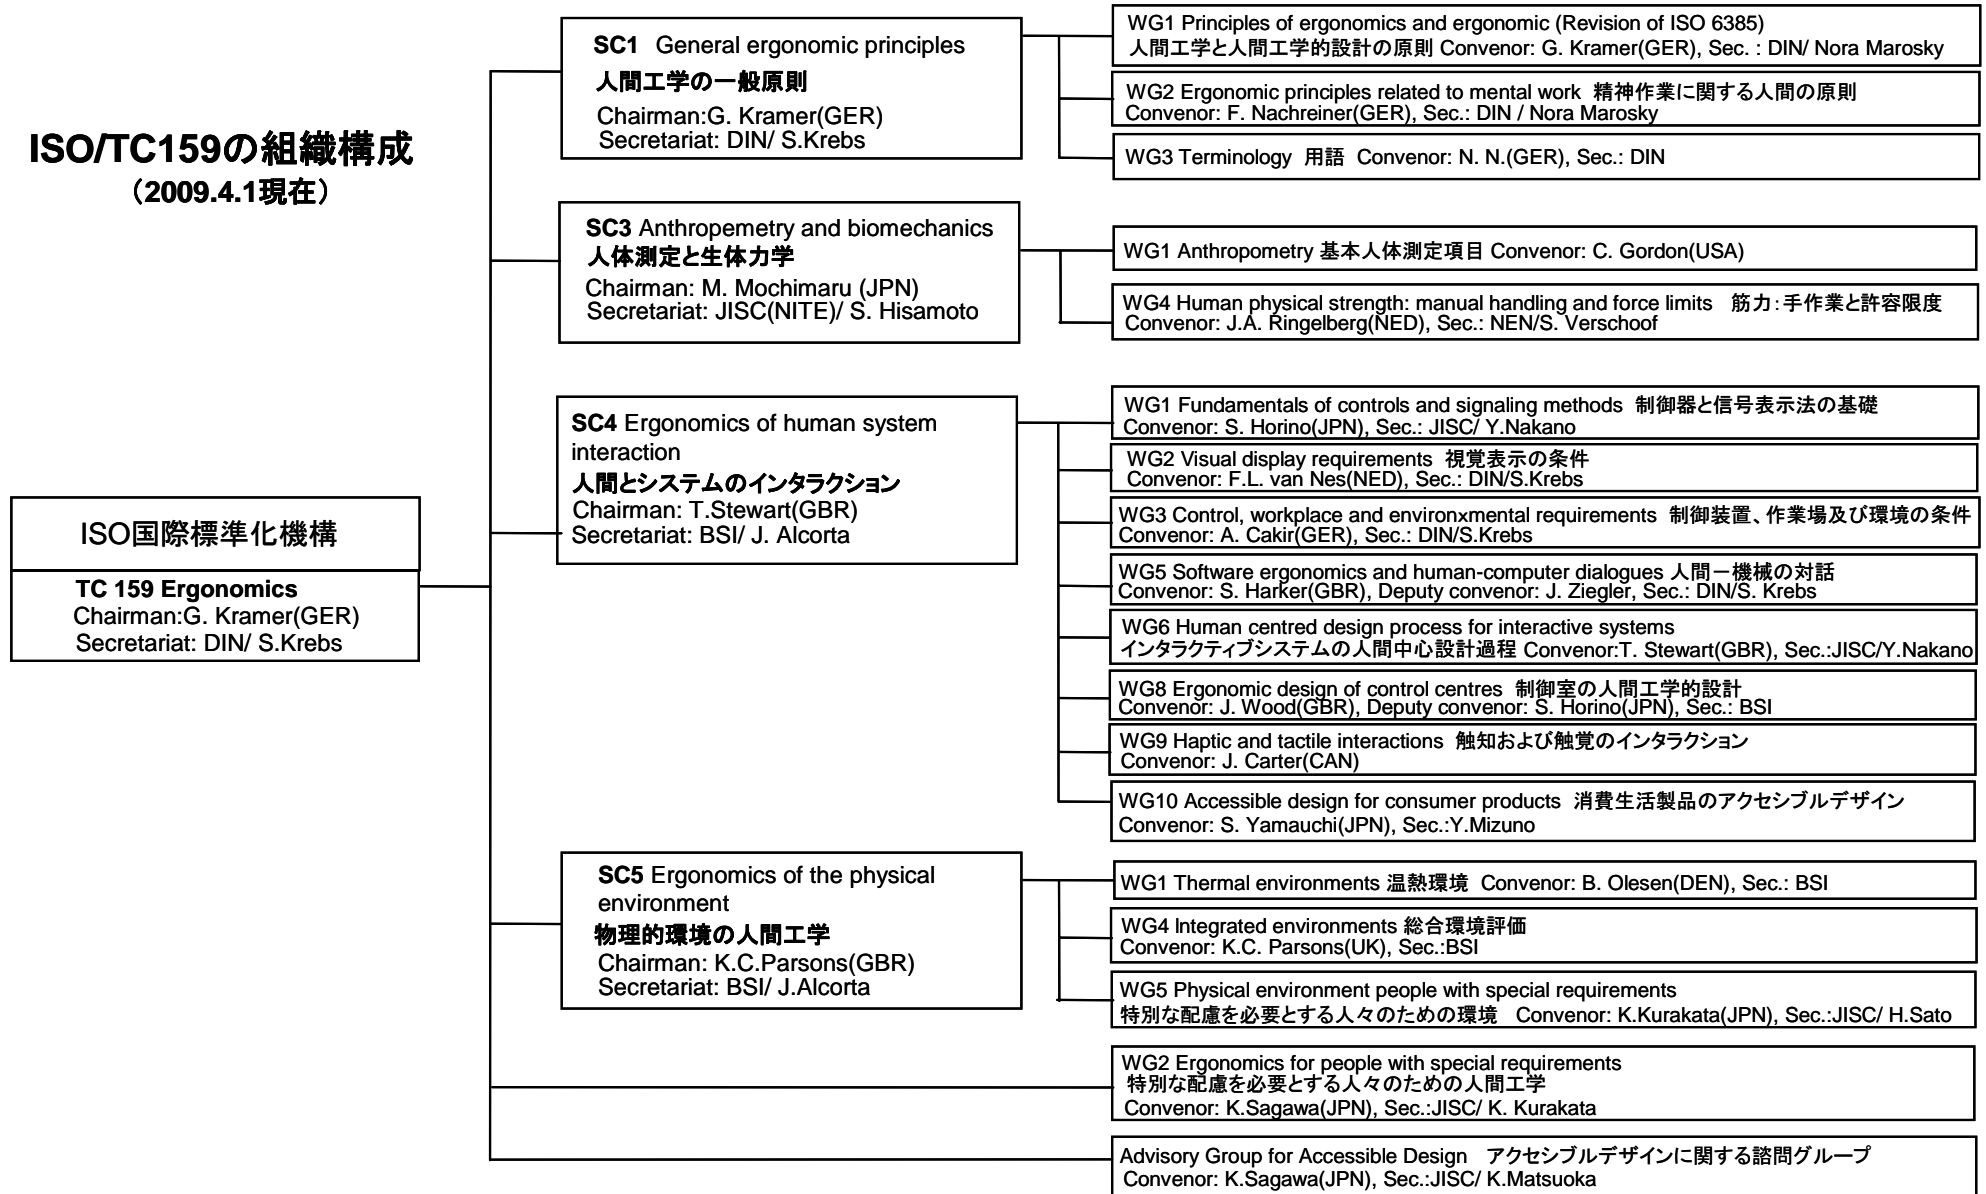 ISO/TC159の組織構成
（2009.4.1現在）
ISO国際標準化機構
TC 159 Ergonomics
Chairman:G. Kramer(GER)
Secretariat: DIN/ S.Krebs
SC1 General ergonomic principles
人間工学の一般原則
Chairman:G. Kramer(GER)
Secretariat: DIN/ S.Krebs
WG1 Principles of ergonomics and ergonomic (Revision of ISO 6385)
人間工学と人間工学的設計の原則 Convenor: G. Kramer(GER), Sec. : DIN/ Nora Marosky
WG2 Ergonomic principles related to mental work 精神作業に関する人間の原則
Convenor: F. Nachreiner(GER), Sec.: DIN / Nora Marosky
WG3 Terminology 用語 Convenor: N. N.(GER), Sec.: DIN
SC3 Anthropemetry and biomechanics
人体測定と生体力学
Chairman: M. Mochimaru (JPN)
Secretariat: JISC(NITE)/ S. Hisamoto
WG1 Anthropometry 基本人体測定項目 Convenor: C. Gordon(USA)
WG4 Human physical strength: manual handling and force limits 筋力：手作業と許容限度
Convenor: J.A. Ringelberg(NED), Sec.: NEN/S. Verschoof
SC4 Ergonomics of human system
interaction
人間とシステムのインタラクション
Chairman: T.Stewart(GBR)
Secretariat: BSI/ J. Alcorta
WG1 Fundamentals of controls and signaling methods 制御器と信号表示法の基礎
Convenor: S. Horino(JPN), Sec.: JISC/ Y.Nakano
WG2 Visual display requirements 視覚表示の条件
Convenor: F.L. van Nes(NED), Sec.: DIN/S.Krebs
WG3 Control, workplace and environxmental requirements 制御装置、作業場及び環境の条件
Convenor: A. Cakir(GER), Sec.: DIN/S.Krebs
WG5 Software ergonomics and human-computer dialogues 人間－機械の対話
Convenor: S. Harker(GBR), Deputy convenor: J. Ziegler, Sec.: DIN/S. Krebs
WG6 Human centred design process for interactive systems
インタラクティブシステムの人間中心設計過程 Convenor:T. Stewart(GBR), Sec.:JISC/Y.Nakano
WG8 Ergonomic design of control centres 制御室の人間工学的設計
Convenor: J. Wood(GBR), Deputy convenor: S. Horino(JPN), Sec.: BSI
WG9 Haptic and tactile interactions 触知および触覚のインタラクション
Convenor: J. Carter(CAN)
WG10 Accessible design for consumer products 消費生活製品のアクセシブルデザイン
Convenor: S. Yamauchi(JPN), Sec.:Y.Mizuno
SC5 Ergonomics of the physical
environment
物理的環境の人間工学
Chairman: K.C.Parsons(GBR)
Secretariat: BSI/ J.Alcorta
WG1 Thermal environments 温熱環境 Convenor: B. Olesen(DEN), Sec.: BSI
WG4 Integrated environments 総合環境評価
Convenor: K.C. Parsons(UK), Sec.:BSI
WG5 Physical environment people with special requirements
特別な配慮を必要とする人々のための環境 Convenor: K.Kurakata(JPN), Sec.:JISC/ H.Sato
WG2 Ergonomics for people with special requirements
特別な配慮を必要とする人々のための人間工学
Convenor: K.Sagawa(JPN), Sec.:JISC/ K. Kurakata
Advisory Group for Accessible Design アクセシブルデザインに関する諮問グループ
Convenor: K.Sagawa(JPN), Sec.:JISC/ K.Matsuoka